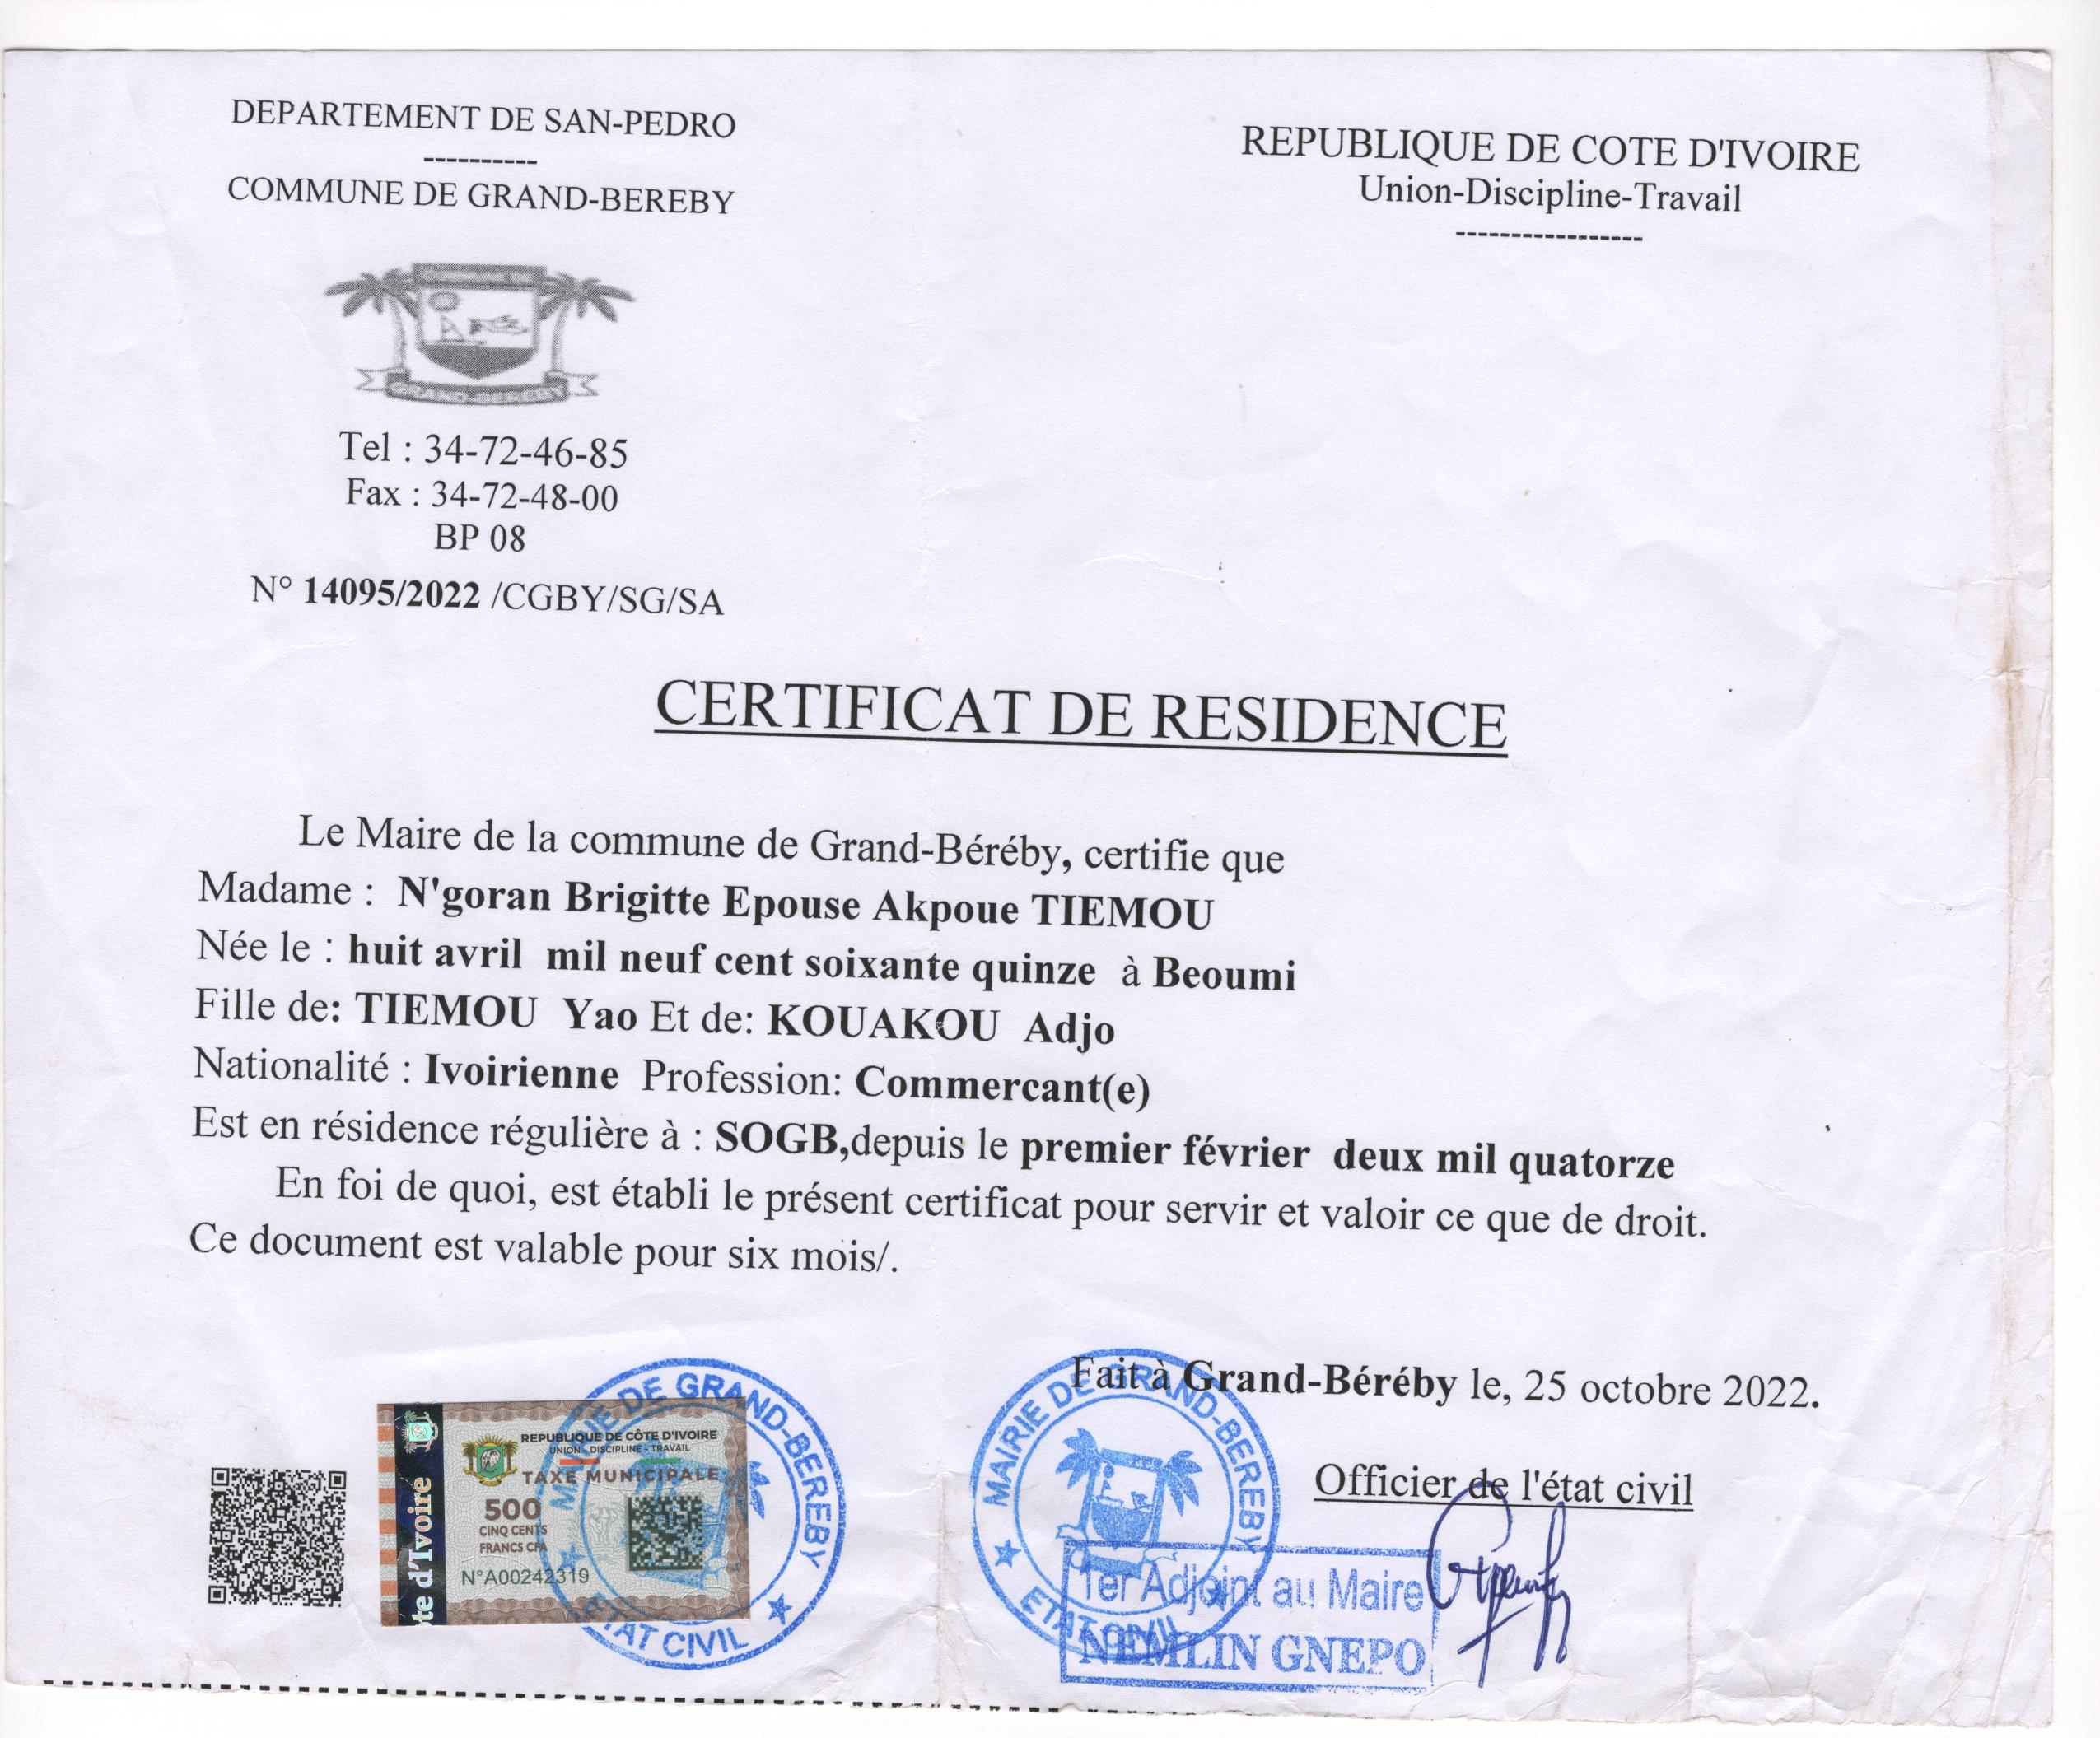 DEPARTEMENT DE SAN-PEDRO
----------
COMMUNE DE GRAND-BEREBY
COMMUNE DE
GRAND-BEREBY
Tel : 34-72-46-85
Fax : 34-72-48-00
BP 08
N° 14095/2022 /CGBY/SG/SA
REPUBLIQUE DE COTE D'IVOIRE
Union-Discipline-Travail
-----------------
CERTIFICAT DE RESIDENCE
Le Maire de la commune de Grand-Béréby, certifie que
Madame : N'goran Brigitte Epouse Akpoue TIEMOU
Née le : huit avril mil neuf cent soixante quinze à Beoumi
Fille de: TIEMOU Yao Et de: KOUAKOU Adjo
Nationalité : Ivoirienne Profession: Commercant(e)
Est en résidence régulière à : SOGB,depuis le premier février deux mil quatorze
En foi de quoi, est établi le présent certificat pour servir et valoir ce que de droit.
Ce document est valable pour six mois/.
Fait à Grand-Béréby le, 25 octobre 2022.
Officier de l'état civil
te d'Ivoire
REPUBLIQUE DE CÔTE D'IVOIRE
UNION - DISCIPLINE - TRAVAIL
TAXE MUNICIPALE
500
CINQ CENTS
FRANCS CFA
N°A00242319
MAIRIE DE GRAND-BEREBY
ETAT CIVIL
MAIRIE DE GRAND-BEREBY
ETAT CIVIL
1er Adjoint au Maire
NEMLIN GNEPO